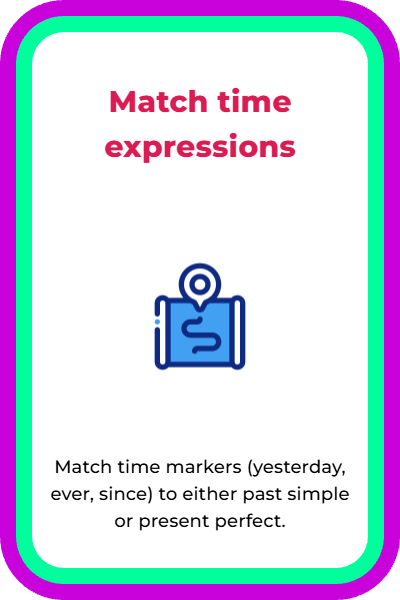 Match time
expressions
Match time markers (yesterday,
ever, since) to either past simple
or present perfect.